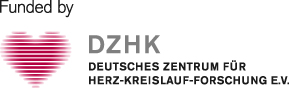 Funded by
DZHK
DEUTSCHES ZENTRUM FÜR
HERZ-KREISLAUF-FORSCHUNG E.V.